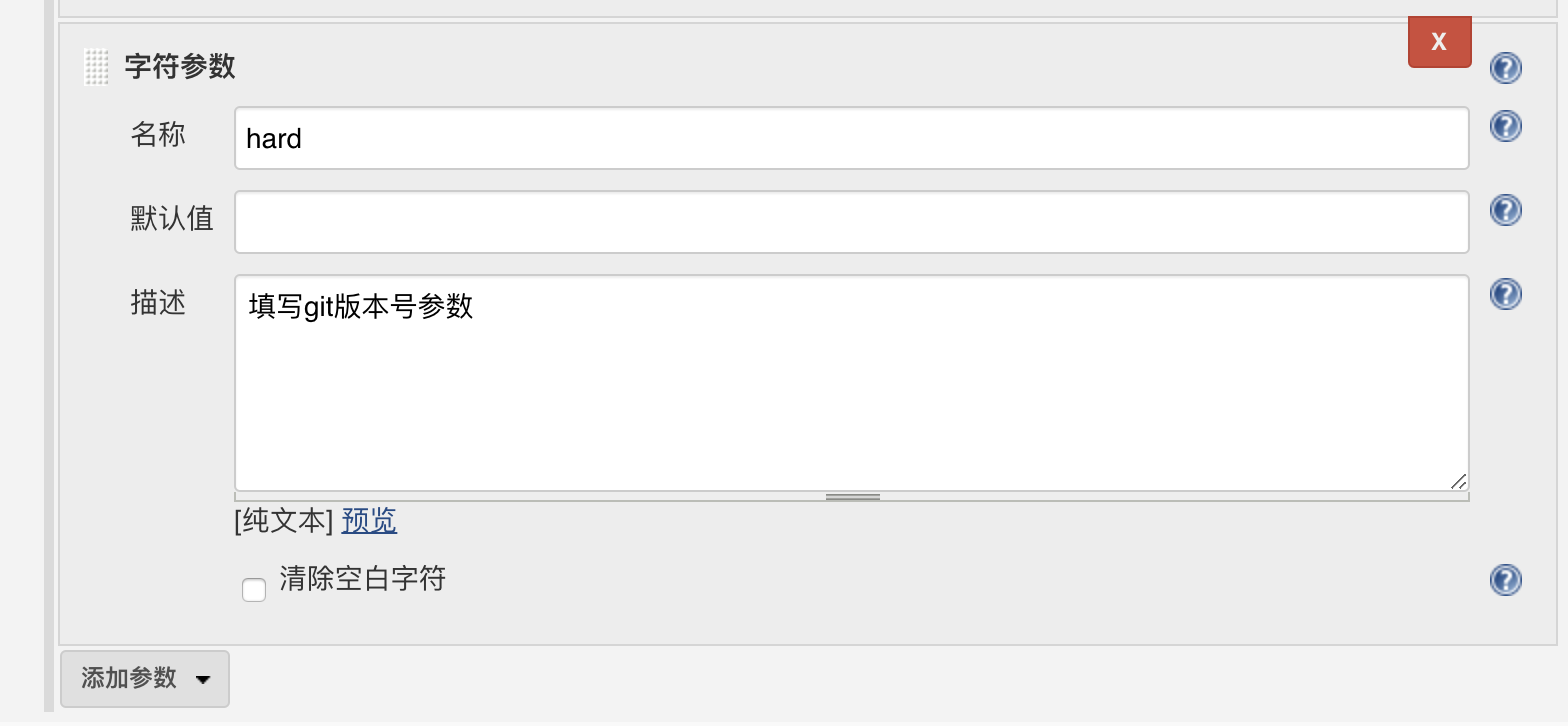 字符参数
X
名称
hard
默认值
描述
填写git版本号参数
[纯文本] 预览
清除空白字符
添加参数